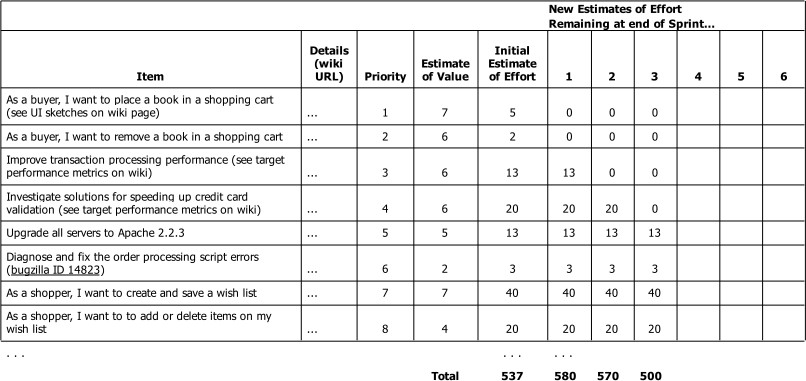 New Estimates of Effort
Remaining at end of Sprint...
Item
Details
(wiki
URL)
Priority
Estimate
of Value
Initial
Estimate
of Effort
1
2
3
4
5
6
As a buyer, I want to place a book in a shopping cart
(see UI sketches on wiki page)
...
1
7
5
0
0
0
As a buyer, I want to remove a book in a shopping cart
...
2
6
2
0
0
0
Improve transaction processing performance (see target
performance metrics on wiki)
...
3
6
13
13
0
0
Investigate solutions for speeding up credit card
validation (see target performance metrics on wiki)
...
4
6
20
20
20
0
Upgrade all servers to Apache 2.2.3
...
5
5
13
13
13
13
Diagnose and fix the order processing script errors
(bugzilla ID 14823)
...
6
2
3
3
3
3
As a shopper, I want to create and save a wish list
...
7
7
40
40
40
40
As a shopper, I want to to add or delete items on my
wish list
...
8
4
20
20
20
20
. . .
. . .
. . .
Total
537
580
570
500